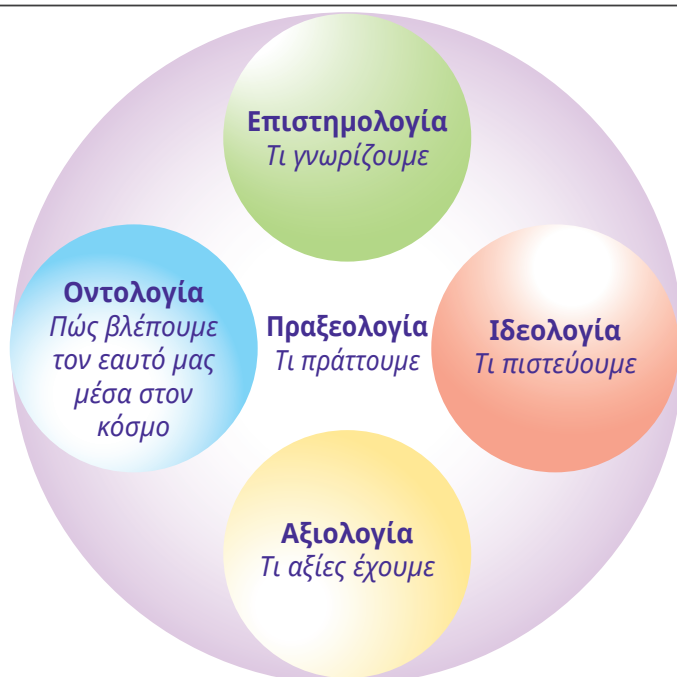 Επιστημολογία
Τι γνωρίζουμε
Οντολογία
Πώς βλέπουμε
τον εαυτό μας
μέσα στον
κόσμο
Πραξεολογία
Τι πράττουμε
Ιδεολογία
Τι πιστεύουμε
Αξιολογία
Τι αξίες έχουμε